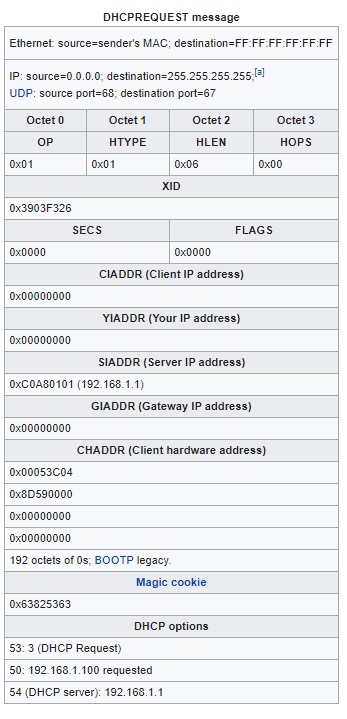 DHCPREQUEST message
Ethernet: source=sender's MAC; destination=FF:FF:FF:FF:FF:FF
IP: source=0.0.0.0; destination=255.255.255.255;[a]
UDP: source port=68; destination port=67
Octet 0 Octet 1 Octet 2 Octet 3
OP HTYPE HLEN HOPS
0x01 0x01 0x06 0x00
XID
0x3903F326
SECS FLAGS
0x0000 0x0000
CIADDR (Client IP address)
0x00000000
YIADDR (Your IP address)
0x00000000
SIADDR (Server IP address)
0xC0A80101 (192.168.1.1)
GIADDR (Gateway IP address)
0x00000000
CHADDR (Client hardware address)
0x00053C04
0x8D590000
0x00000000
0x00000000
192 octets of 0s; BOOTP legacy.
Magic cookie
0x63825363
DHCP options
53: 3 (DHCP Request)
50: 192.168.1.100 requested
54 (DHCP server): 192.168.1.1